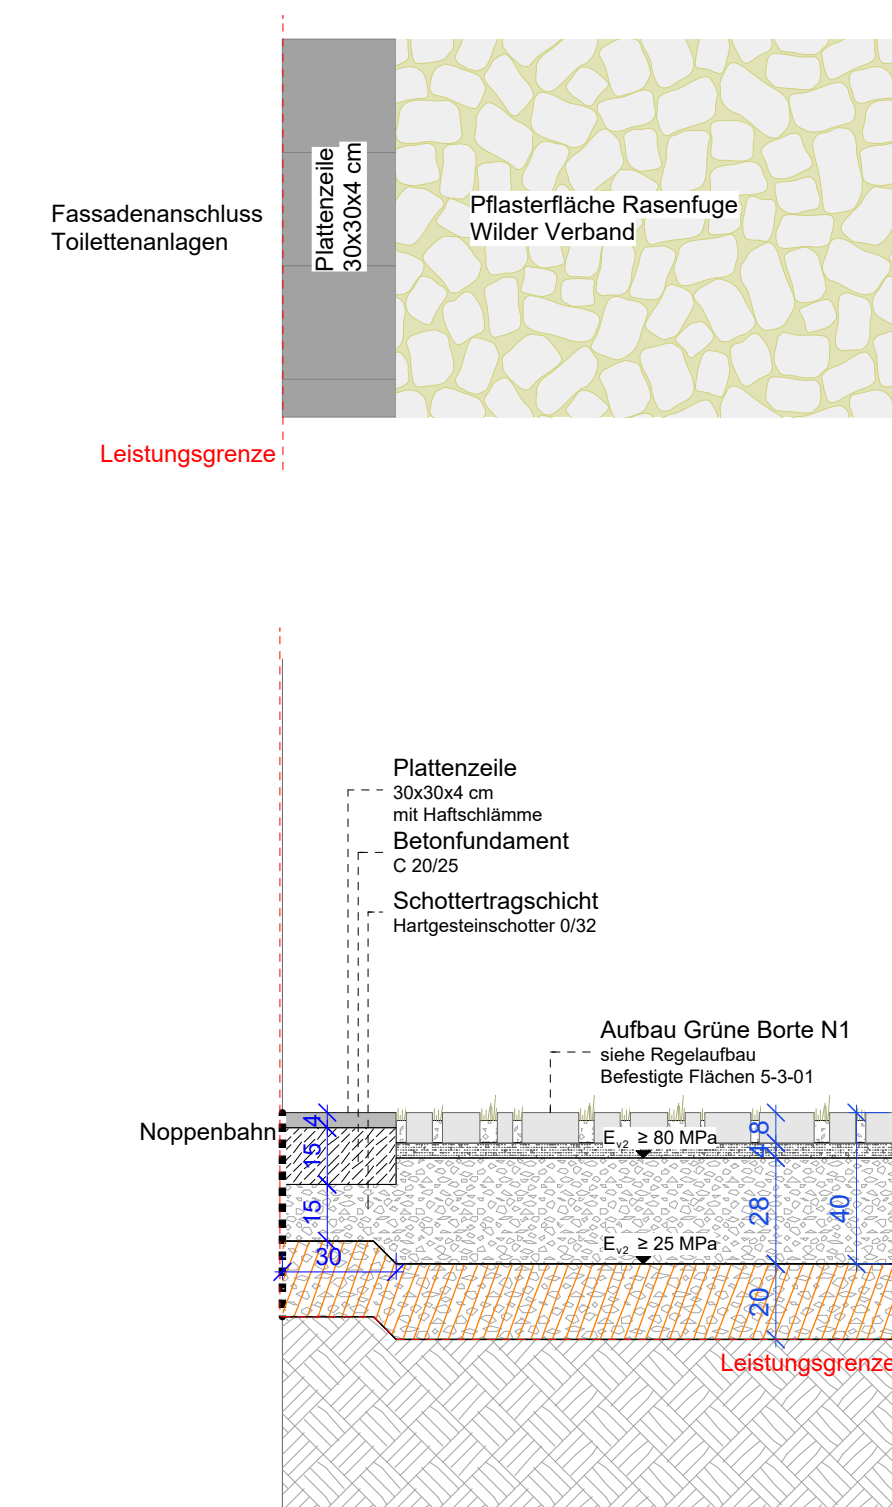 Fassadenanschluss
Toilettenanlagen
Plattenzeile
30x30x4 cm
Pflasterfläche Rasenfuge
Wilder Verband
Leistungsgrenze
Plattenzeile
30x30x4 cm
mit Haftschlämme
Betonfundament
C 20/25
Schottertragschicht
Hartgesteinschotter 0/32
Aufbau Grüne Borte N1
siehe Regelaufbau
Befestigte Flächen 5-3-01
Noppenbahn
4
15
15
30
Ev2 ≥ 80 MPa
8
4
28
40
Ev2 ≥ 25 MPa
20
Leistungsgrenze